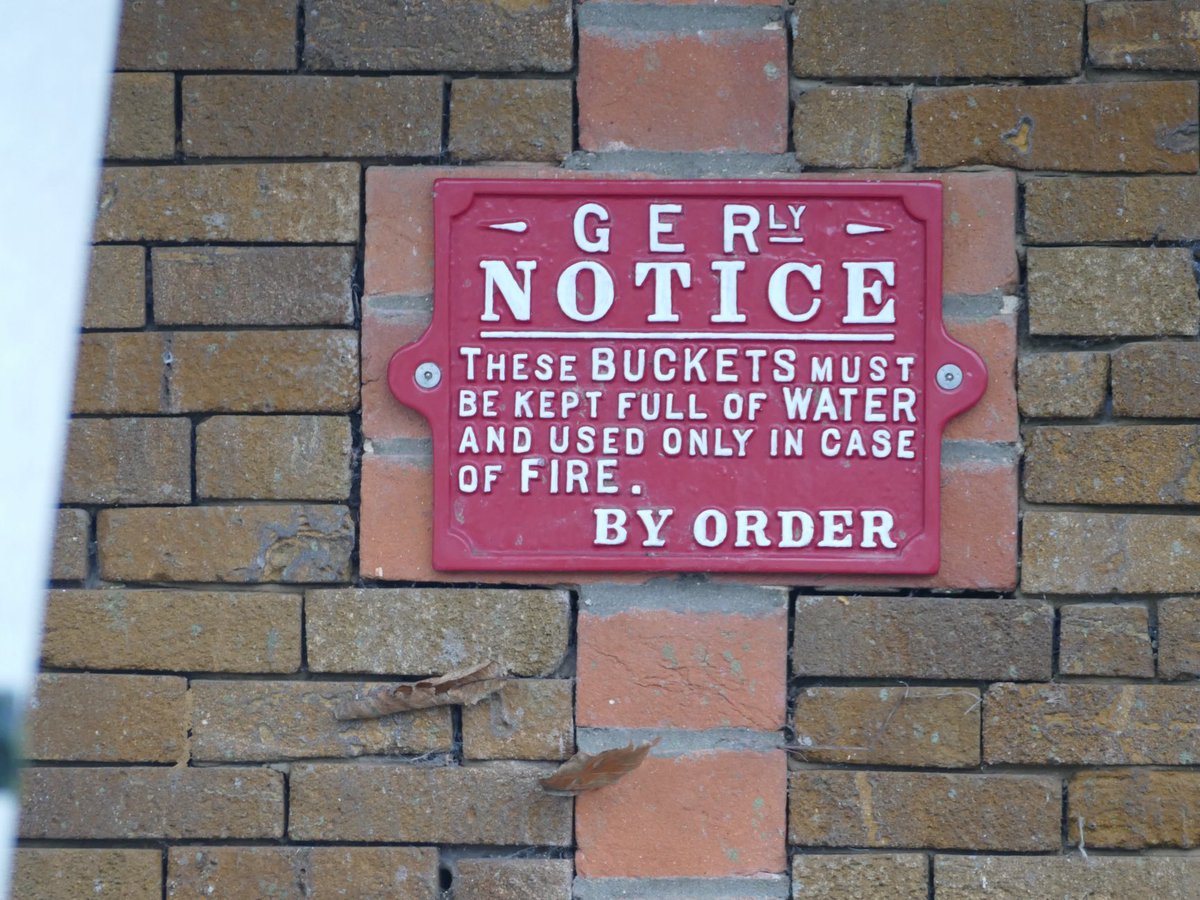 G E RLY
NOTICE
THESE BUCKETS MUST
BE KEPT FULL OF WATER
AND USED ONLY IN CASE
OF FIRE.
BY ORDER